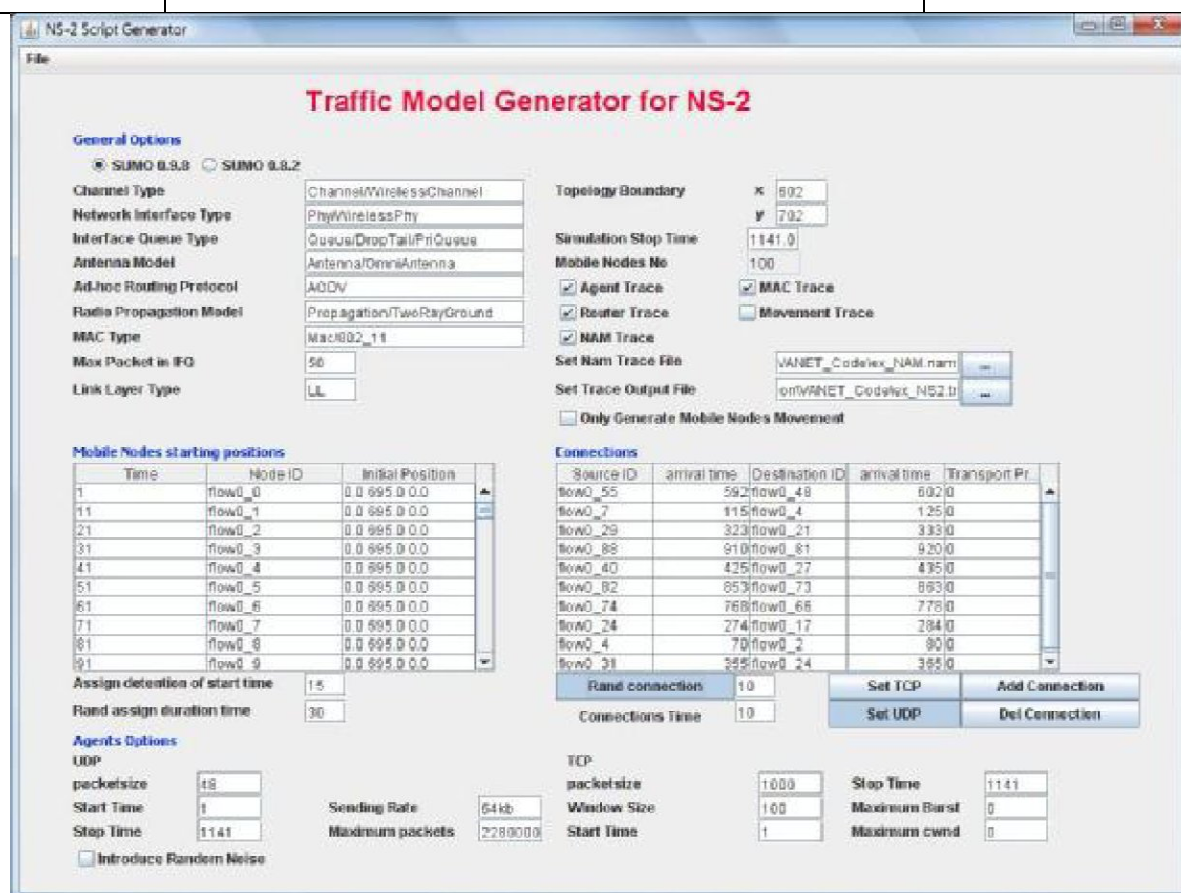 NS-2 Script Generator
File
Traffic Model Generator for NS-2
General Options
SUMO 0.9.8 SUMO 0.8.2
Channel Type Channel/WirelessChannel
Network Interface Type Phy/WirelessPhy
Interface Queue Type Queue/DropTail/PriQueue
Antenna Model Antenna/OmniAntenna
Ad-hoc Routing Protocol AODV
Radio Propagation Model Propagation/TwoRayGround
MAC Type Mac/802_11
Max Packet in IFQ 50
Link Layer Type LL
Topology Boundary x 602
y 702
Simulation Stop Time 1141.0
Mobile Nodes No 100
Agent Trace MAC Trace
Router Trace Movement Trace
NAM Trace
Set Nam Trace File VANET_Code\ex_NAM.nam ...
Set Trace Output File on\VANET_Code\ex_NS2.tr ...
Only Generate Mobile Nodes Movement
Mobile Nodes starting positions
Time Node ID Initial Position
1 flow0_0 0.0 695.0 0.0
11 flow0_1 0.0 695.0 0.0
21 flow0_2 0.0 695.0 0.0
31 flow0_3 0.0 695.0 0.0
41 flow0_4 0.0 695.0 0.0
51 flow0_5 0.0 695.0 0.0
61 flow0_6 0.0 695.0 0.0
71 flow0_7 0.0 695.0 0.0
81 flow0_8 0.0 695.0 0.0
91 flow0_9 0.0 695.0 0.0
Assign detention of start time 15
Rand assign duration time 30
Connections
Source ID arrival time Destination ID arrival time Transport Pr...
flow0_55 592 flow0_48 602 0
flow0_7 115 flow0_4 125 0
flow0_29 323 flow0_21 333 0
flow0_88 910 flow0_81 920 0
flow0_40 425 flow0_27 435 0
flow0_82 853 flow0_73 863 0
flow0_74 768 flow0_66 778 0
flow0_24 274 flow0_17 284 0
flow0_4 70 flow0_2 80 0
flow0_31 355 flow0_24 365 0
Rand connection 10 Set TCP Add Connection
Connections Time 10 Set UDP Del Connection
Agents Options
UDP
packetsize 48
Start Time 1 Sending Rate 64kb
Stop Time 1141 Maximum packets 2280000
Introduce Random Noise
TCP
packetsize 1000 Stop Time 1141
Window Size 100 Maximum Burst 0
Start Time 1 Maximum cwnd 0